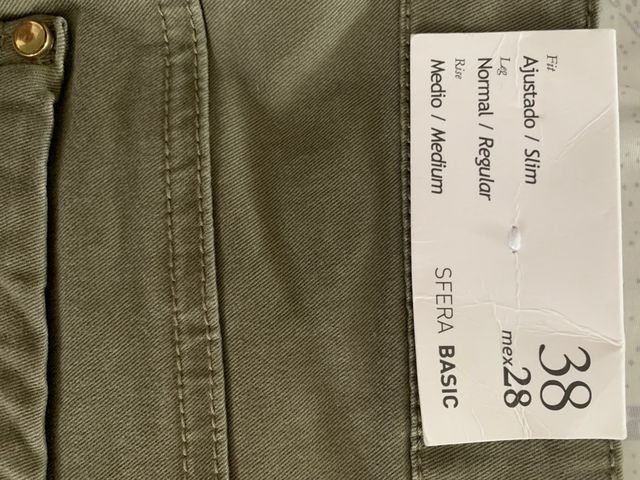 Fit
Ajustado / Slim
Leg
Normal / Regular
Rise
Medio / Medium
38
mex28
SFERA BASIC